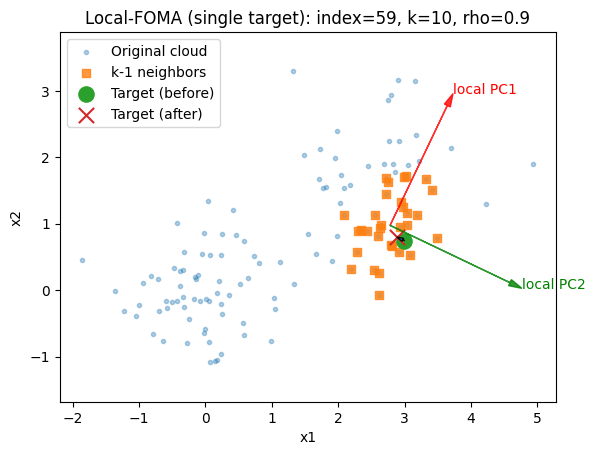 Local-FOMA (single target): index=59, k=10, rho=0.9
Original cloud
k-1 neighbors
Target (before)
Target (after)
local PC1
local PC2
3
2
1
0
−1
x2
−2
−1
0
1
2
3
4
5
x1